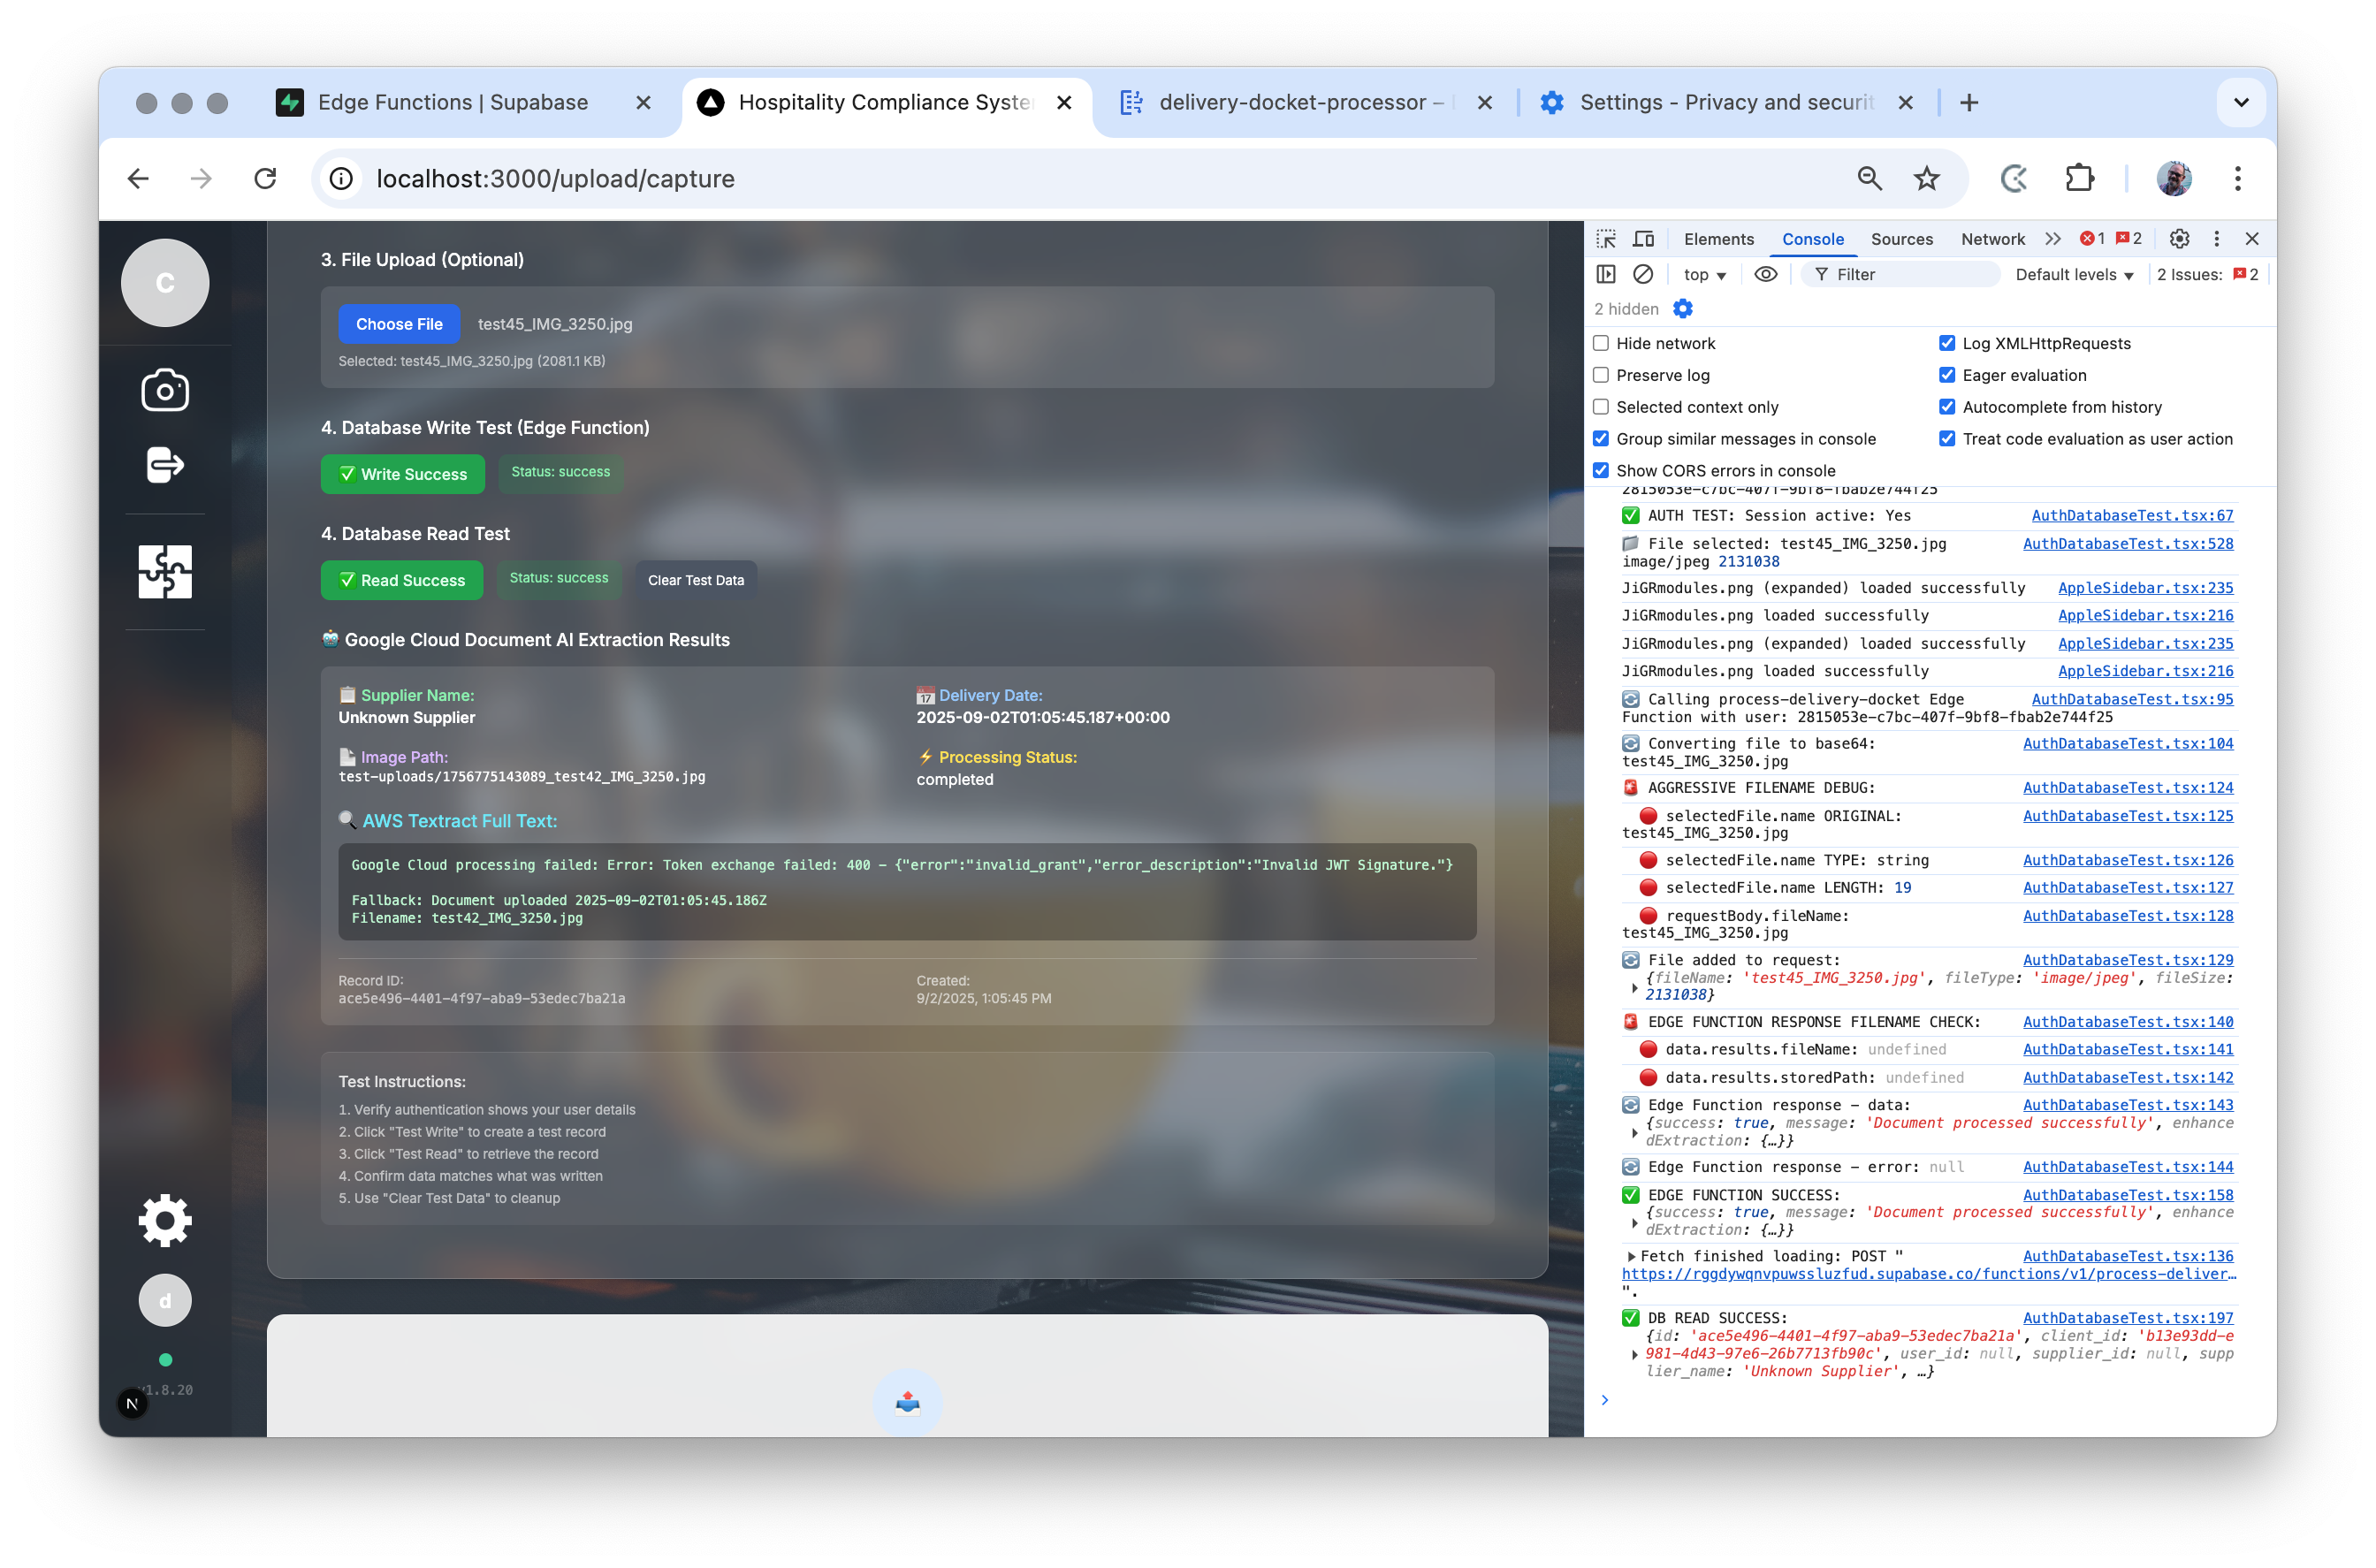 Edge Functions | Supabase
Hospitality Compliance Syste
delivery-docket-processor –
Settings - Privacy and securit
localhost:3000/upload/capture
C
d
v1.8.20
N
3. File Upload (Optional)
Choose File
test45_IMG_3250.jpg
Selected: test45_IMG_3250.jpg (2081.1 KB)
4. Database Write Test (Edge Function)
✅ Write Success
Status: success
4. Database Read Test
✅ Read Success
Status: success
Clear Test Data
🤖 Google Cloud Document AI Extraction Results
📋 Supplier Name:
Unknown Supplier
📅 Delivery Date:
2025-09-02T01:05:45.187+00:00
📄 Image Path:
test-uploads/1756775143089_test42_IMG_3250.jpg
⚡ Processing Status:
completed
🔍 AWS Textract Full Text:
Google Cloud processing failed: Error: Token exchange failed: 400 - {"error":"invalid_grant","error_description":"Invalid JWT Signature."}
Fallback: Document uploaded 2025-09-02T01:05:45.186Z
Filename: test42_IMG_3250.jpg
Record ID:
ace5e496-4401-4f97-aba9-53edec7ba21a
Created:
9/2/2025, 1:05:45 PM
Test Instructions:
1. Verify authentication shows your user details
2. Click "Test Write" to create a test record
3. Click "Test Read" to retrieve the record
4. Confirm data matches what was written
5. Use "Clear Test Data" to cleanup
Elements
Console
Sources
Network
1
2
top
Filter
Default levels
2 Issues:
2
2 hidden
Hide network
Log XMLHttpRequests
Preserve log
Eager evaluation
Selected context only
Autocomplete from history
Group similar messages in console
Treat code evaluation as user action
Show CORS errors in console
2815053e-c7bc-407f-9bf8-fbab2e744f25
✅ AUTH TEST: Session active: Yes AuthDatabaseTest.tsx:67
📁 File selected: test45_IMG_3250.jpg AuthDatabaseTest.tsx:528
image/jpeg 2131038
JiGRmodules.png (expanded) loaded successfully AppleSidebar.tsx:235
JiGRmodules.png loaded successfully AppleSidebar.tsx:216
JiGRmodules.png (expanded) loaded successfully AppleSidebar.tsx:235
JiGRmodules.png loaded successfully AppleSidebar.tsx:216
🔄 Calling process-delivery-docket Edge AuthDatabaseTest.tsx:95
Function with user: 2815053e-c7bc-407f-9bf8-fbab2e744f25
🔄 Converting file to base64: AuthDatabaseTest.tsx:104
test45_IMG_3250.jpg
🚨 AGGRESSIVE FILENAME DEBUG: AuthDatabaseTest.tsx:124
🔴 selectedFile.name ORIGINAL: AuthDatabaseTest.tsx:125
test45_IMG_3250.jpg
🔴 selectedFile.name TYPE: string AuthDatabaseTest.tsx:126
🔴 selectedFile.name LENGTH: 19 AuthDatabaseTest.tsx:127
🔴 requestBody.fileName: AuthDatabaseTest.tsx:128
test45_IMG_3250.jpg
🔄 File added to request: AuthDatabaseTest.tsx:129
{fileName: 'test45_IMG_3250.jpg', fileType: 'image/jpeg', fileSize:
2131038}
🚨 EDGE FUNCTION RESPONSE FILENAME CHECK: AuthDatabaseTest.tsx:140
🔴 data.results.fileName: undefined AuthDatabaseTest.tsx:141
🔴 data.results.storedPath: undefined AuthDatabaseTest.tsx:142
🔄 Edge Function response - data: AuthDatabaseTest.tsx:143
{success: true, message: 'Document processed successfully', enhance
dExtraction: {…}}
🔄 Edge Function response - error: null AuthDatabaseTest.tsx:144
✅ EDGE FUNCTION SUCCESS: AuthDatabaseTest.tsx:158
{success: true, message: 'Document processed successfully', enhance
dExtraction: {…}}
Fetch finished loading: POST " AuthDatabaseTest.tsx:136
https://rggdywqnvpuwssluzfud.supabase.co/functions/v1/process-deliver…
".
✅ DB READ SUCCESS: AuthDatabaseTest.tsx:197
{id: 'ace5e496-4401-4f97-aba9-53edec7ba21a', client_id: 'b13e93dd-e
981-4d43-97e6-26b7713fb90c', user_id: null, supplier_id: null, supp
lier_name: 'Unknown Supplier', …}